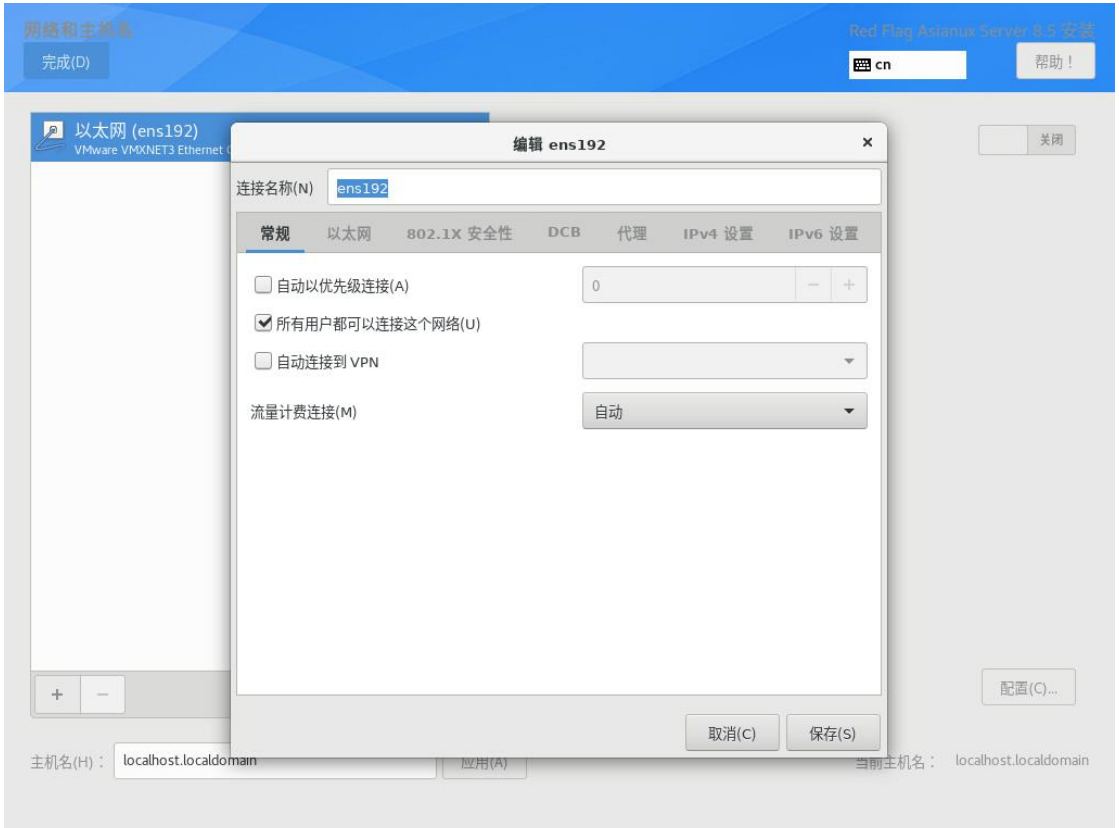 网络和主机名
Red Flag Asianux Server 8.5 安装
完成(D)
cn
帮助！
以太网 (ens192)
VMware VMXNET3 Ethernet
关闭
编辑 ens192
连接名称(N)
ens192
常规
以太网
802.1X 安全性
DCB
代理
IPv4 设置
IPv6 设置
自动以优先级连接(A)
0
所有用户都可以连接这个网络(U)
自动连接到 VPN
流量计费连接(M)
自动
配置(C)...
取消(C)
保存(S)
主机名(H)：
localhost.localdomain
应用(A)
当前主机名：
localhost.localdomain